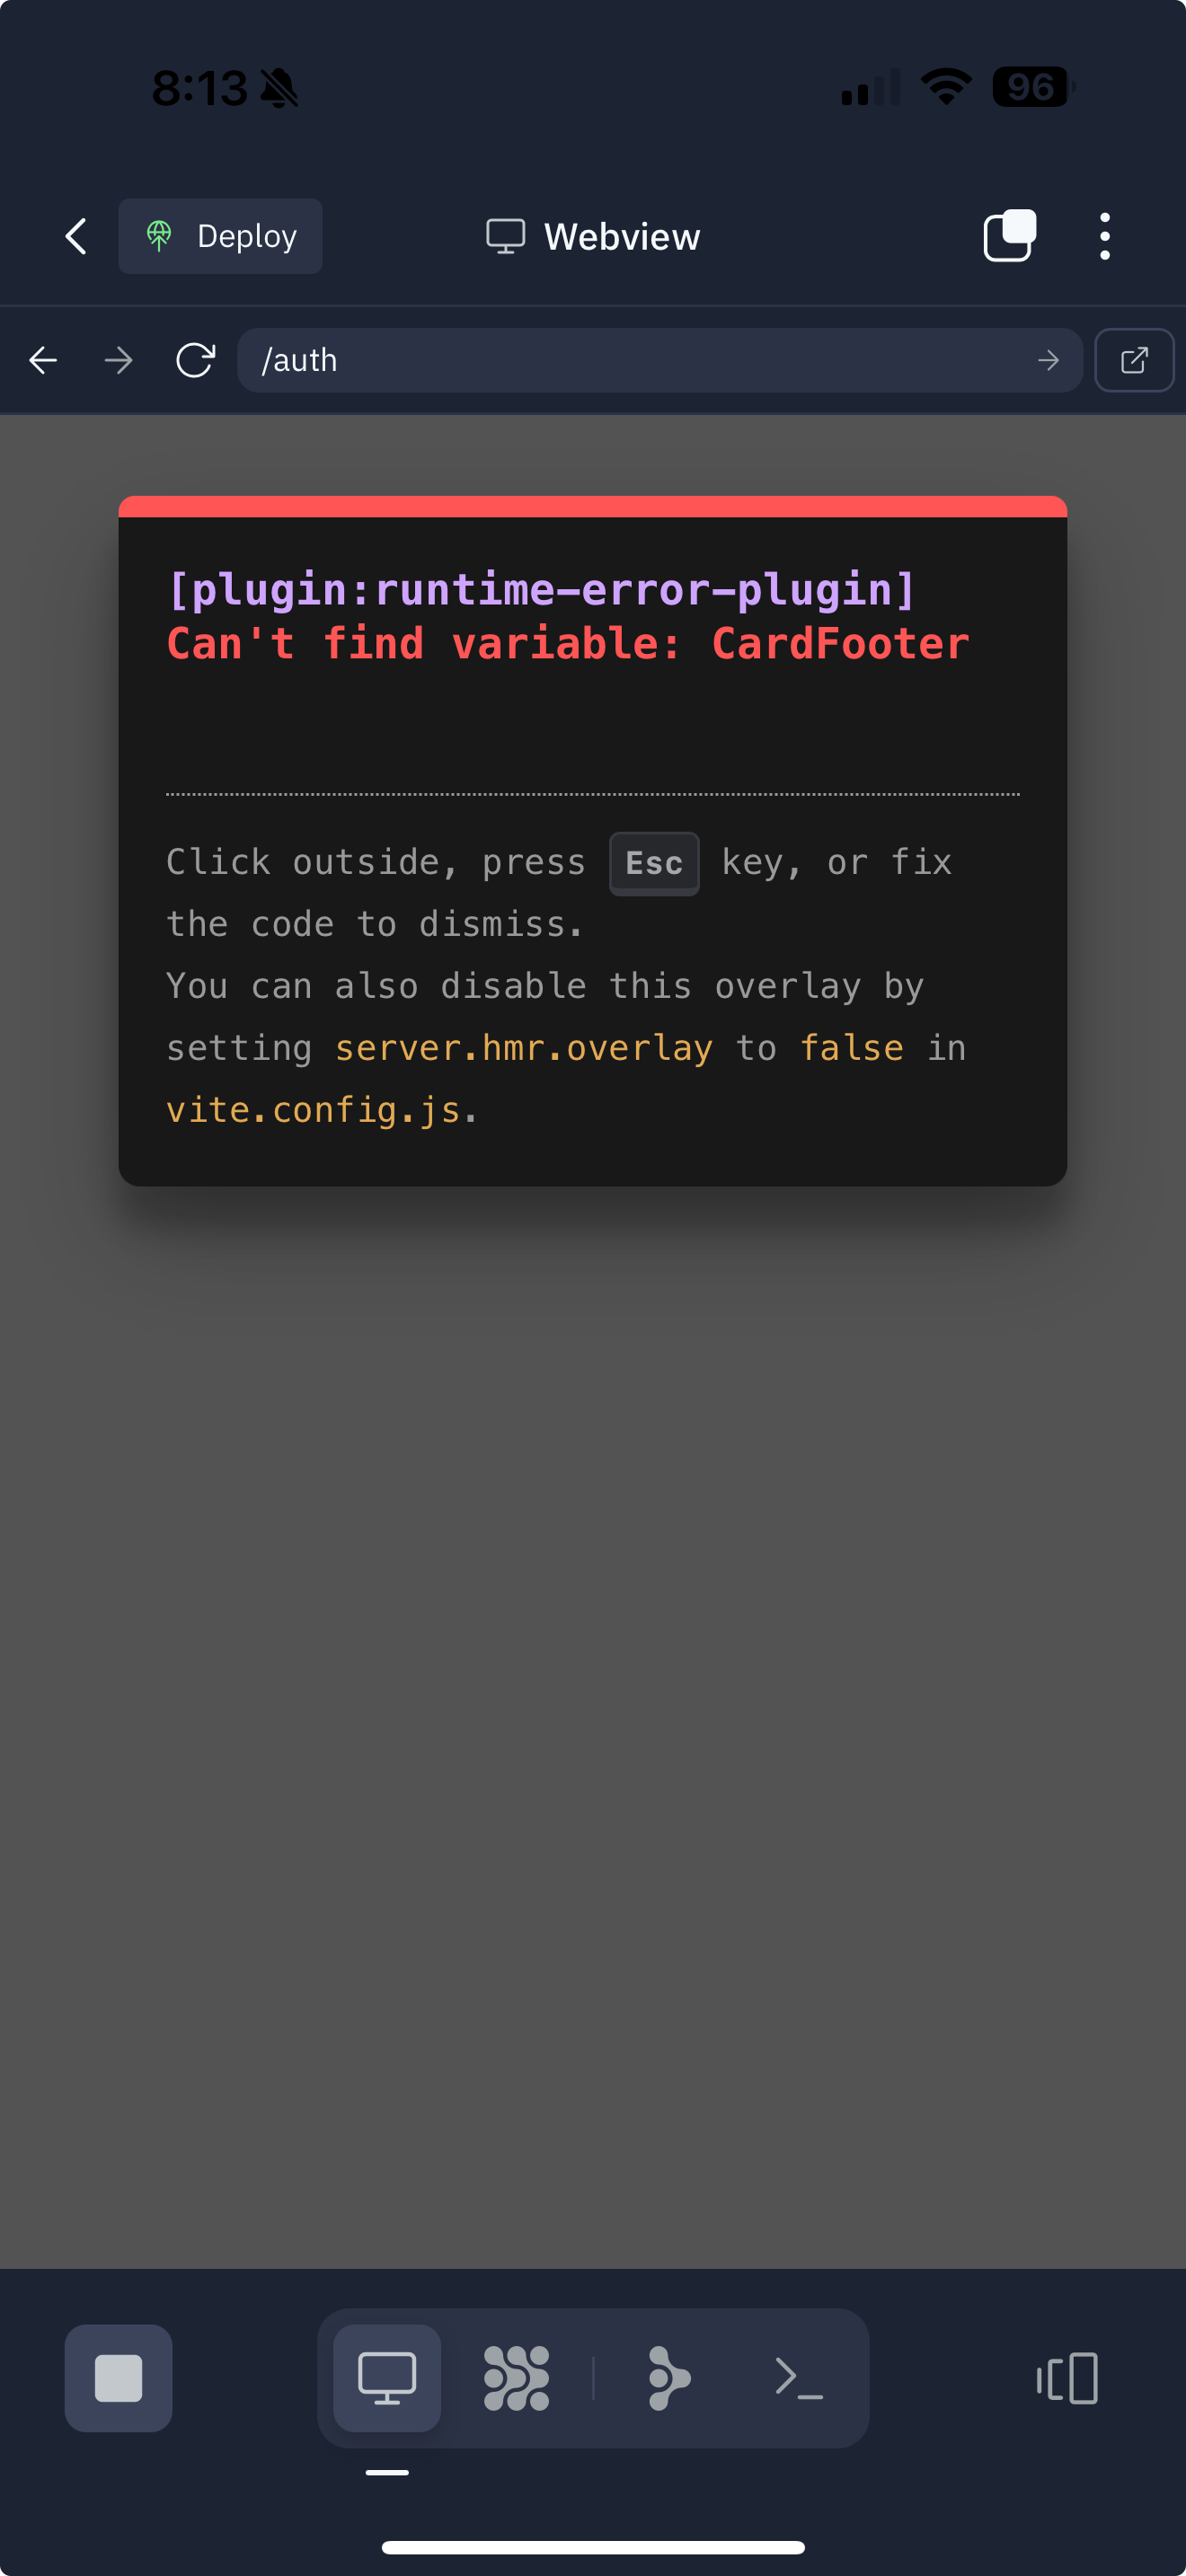 8:13
96
Deploy
Webview
/auth
[plugin:runtime-error-plugin]
Can't find variable: CardFooter
Click outside, press Esc key, or fix
the code to dismiss.
You can also disable this overlay by
setting server.hmr.overlay to false in
vite.config.js.